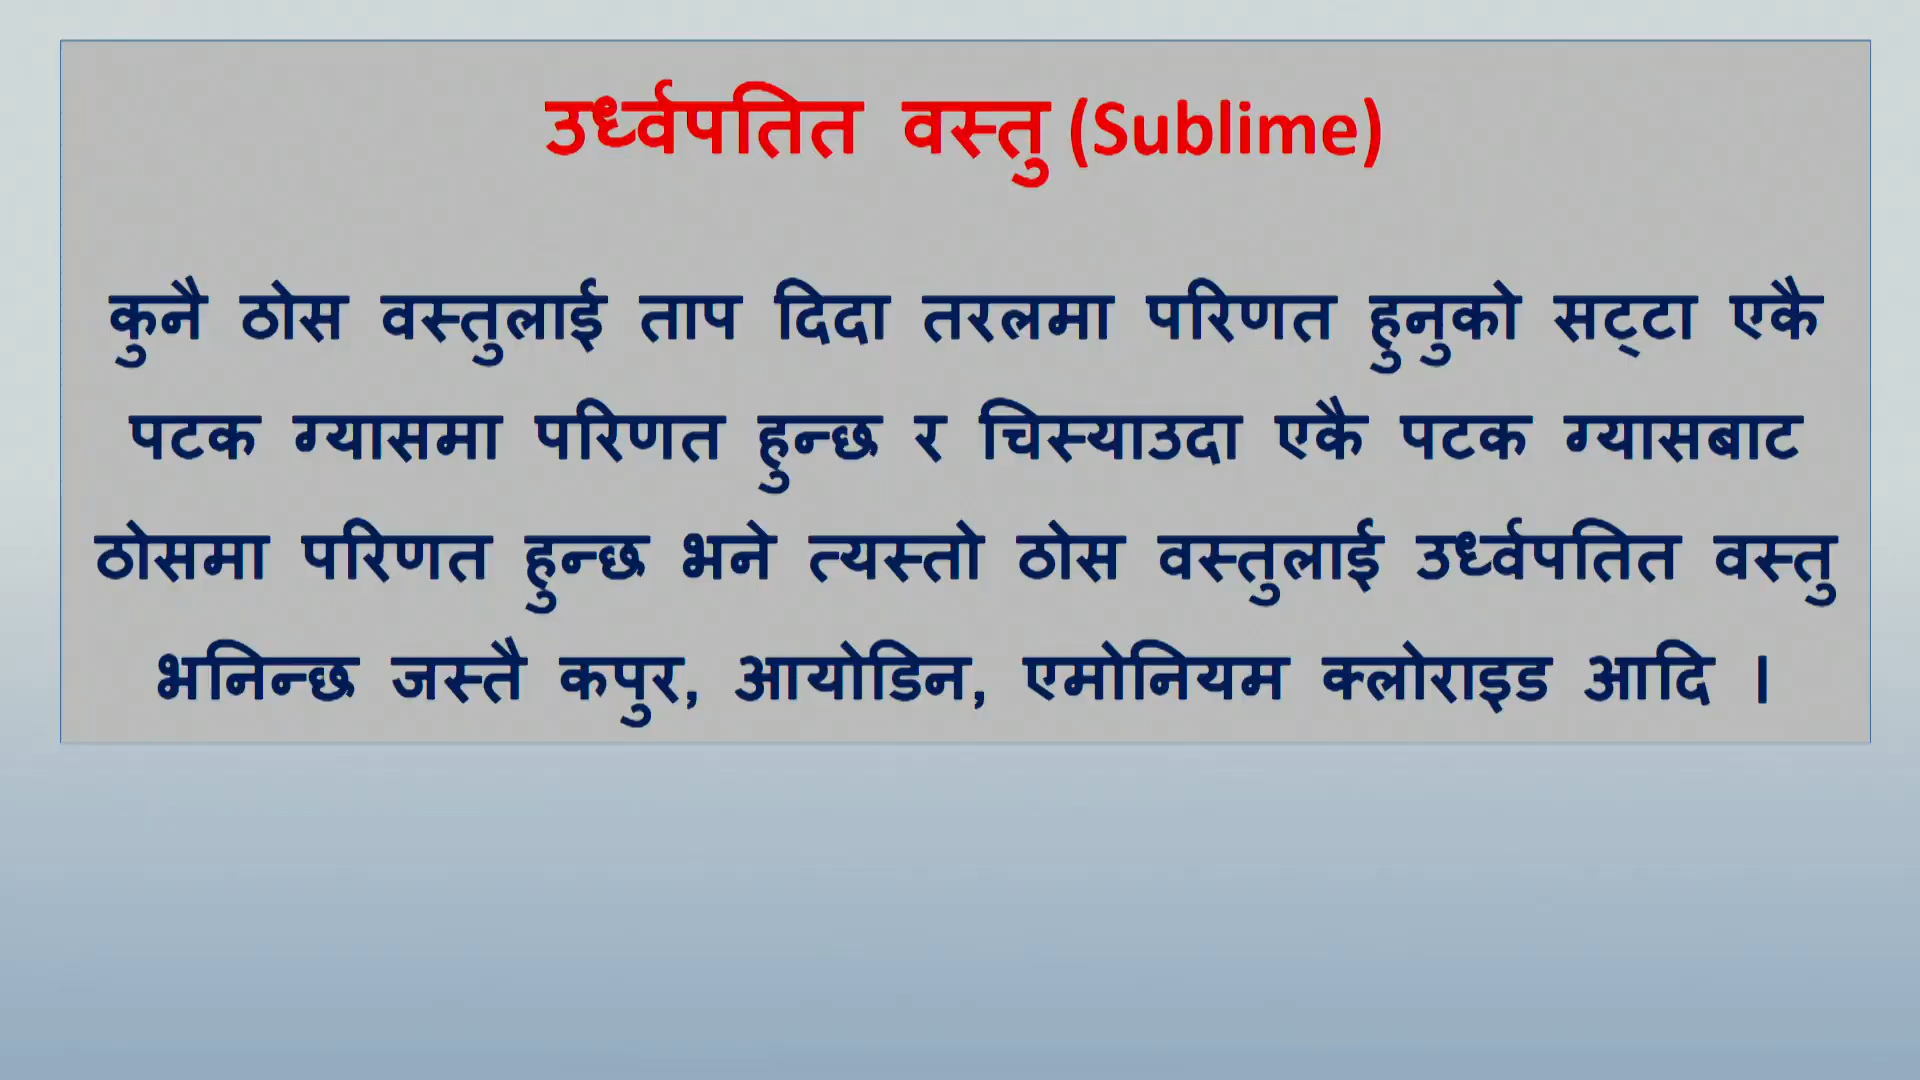 उर्ध्वपतित वस्तु (Sublime)
कुनै ठोस वस्तुलाई ताप दिदा तरलमा परिणत हुनुको सट्‌टा एकै
पटक ग्यासमा परिणत हुन्छ र चिस्याउदा एकै पटक ग्यासबाट
ठोसमा परिणत हुन्छ भने त्यस्तो ठोस वस्तुलाई उर्ध्वपतित वस्तु
भनिन्छ जस्तै कपुर, आयोडिन, एमोनियम क्लोराइड आदि ।